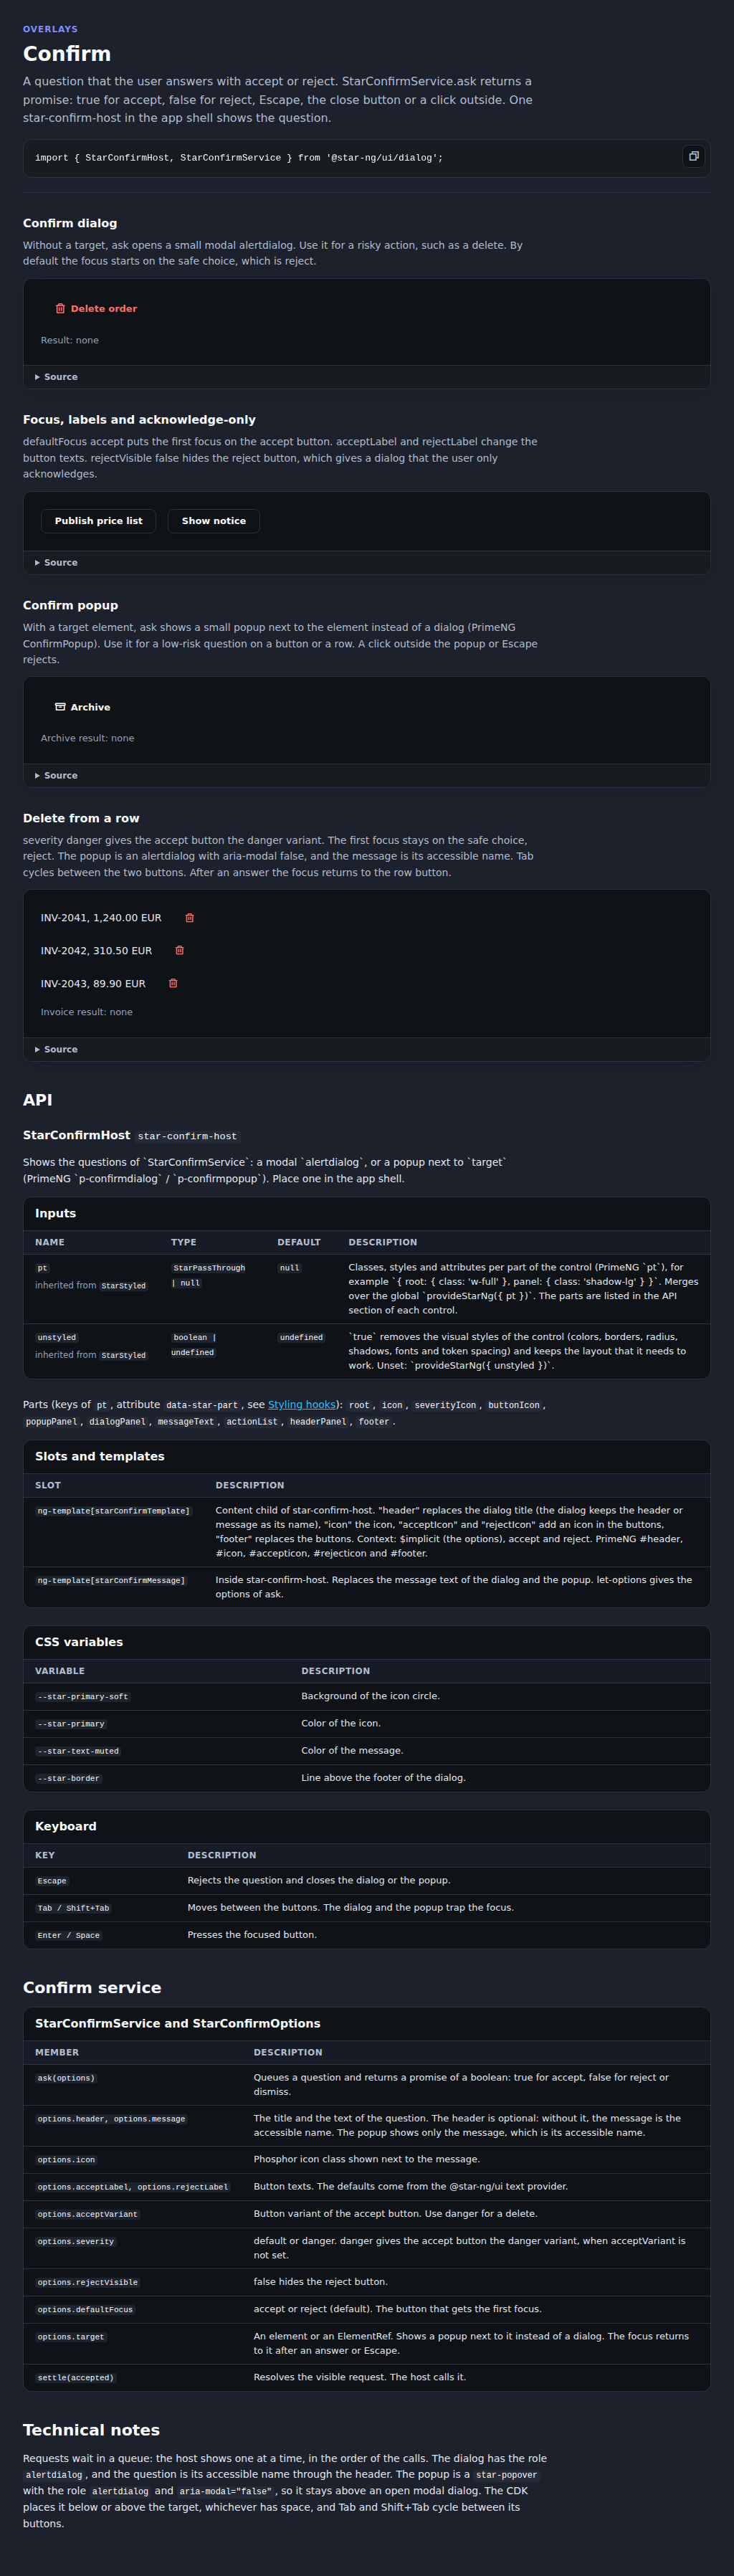 OVERLAYS
Confirm
A question that the user answers with accept or reject. StarConfirmService.ask returns a
promise: true for accept, false for reject, Escape, the close button or a click outside. One
star-confirm-host in the app shell shows the question.
import { StarConfirmHost, StarConfirmService } from '@star-ng/ui/dialog';
Confirm dialog
Without a target, ask opens a small modal alertdialog. Use it for a risky action, such as a delete. By
default the focus starts on the safe choice, which is reject.
Delete order
Result: none
Source
Focus, labels and acknowledge-only
defaultFocus accept puts the first focus on the accept button. acceptLabel and rejectLabel change the
button texts. rejectVisible false hides the reject button, which gives a dialog that the user only
acknowledges.
Publish price list Show notice
Source
Confirm popup
With a target element, ask shows a small popup next to the element instead of a dialog (PrimeNG
ConfirmPopup). Use it for a low-risk question on a button or a row. A click outside the popup or Escape
rejects.
Archive
Archive result: none
Source
Delete from a row
severity danger gives the accept button the danger variant. The first focus stays on the safe choice,
reject. The popup is an alertdialog with aria-modal false, and the message is its accessible name. Tab
cycles between the two buttons. After an answer the focus returns to the row button.
INV-2041, 1,240.00 EUR
INV-2042, 310.50 EUR
INV-2043, 89.90 EUR
Invoice result: none
Source
API
StarConfirmHost star-confirm-host
Shows the questions of `StarConfirmService`: a modal `alertdialog`, or a popup next to `target`
(PrimeNG `p-confirmdialog` / `p-confirmpopup`). Place one in the app shell.
Inputs
NAME TYPE DEFAULT DESCRIPTION
pt StarPassThrough null Classes, styles and attributes per part of the control (PrimeNG `pt`), for
inherited from StarStyled | null example `{ root: { class: 'w-full' }, panel: { class: 'shadow-lg' } }`. Merges
over the global `provideStarNg({ pt })`. The parts are listed in the API
section of each control.
unstyled boolean | undefined `true` removes the visual styles of the control (colors, borders, radius,
inherited from StarStyled undefined shadows, fonts and token spacing) and keeps the layout that it needs to
work. Unset: `provideStarNg({ unstyled })`.
Parts (keys of pt, attribute data-star-part, see Styling hooks): root, icon, severityIcon, buttonIcon,
popupPanel, dialogPanel, messageText, actionList, headerPanel, footer.
Slots and templates
SLOT DESCRIPTION
ng-template[starConfirmTemplate] Content child of star-confirm-host. "header" replaces the dialog title (the dialog keeps the header or
message as its name), "icon" the icon, "acceptIcon" and "rejectIcon" add an icon in the buttons,
"footer" replaces the buttons. Context: $implicit (the options), accept and reject. PrimeNG #header,
#icon, #accepticon, #rejecticon and #footer.
ng-template[starConfirmMessage] Inside star-confirm-host. Replaces the message text of the dialog and the popup. let-options gives the
options of ask.
CSS variables
VARIABLE DESCRIPTION
--star-primary-soft Background of the icon circle.
--star-primary Color of the icon.
--star-text-muted Color of the message.
--star-border Line above the footer of the dialog.
Keyboard
KEY DESCRIPTION
Escape Rejects the question and closes the dialog or the popup.
Tab / Shift+Tab Moves between the buttons. The dialog and the popup trap the focus.
Enter / Space Presses the focused button.
Confirm service
StarConfirmService and StarConfirmOptions
MEMBER DESCRIPTION
ask(options) Queues a question and returns a promise of a boolean: true for accept, false for reject or
dismiss.
options.header, options.message The title and the text of the question. The header is optional: without it, the message is the
accessible name. The popup shows only the message, which is its accessible name.
options.icon Phosphor icon class shown next to the message.
options.acceptLabel, options.rejectLabel Button texts. The defaults come from the @star-ng/ui text provider.
options.acceptVariant Button variant of the accept button. Use danger for a delete.
options.severity default or danger. danger gives the accept button the danger variant, when acceptVariant is
not set.
options.rejectVisible false hides the reject button.
options.defaultFocus accept or reject (default). The button that gets the first focus.
options.target An element or an ElementRef. Shows a popup next to it instead of a dialog. The focus returns
to it after an answer or Escape.
settle(accepted) Resolves the visible request. The host calls it.
Technical notes
Requests wait in a queue: the host shows one at a time, in the order of the calls. The dialog has the role
alertdialog, and the question is its accessible name through the header. The popup is a star-popover
with the role alertdialog and aria-modal="false", so it stays above an open modal dialog. The CDK
places it below or above the target, whichever has space, and Tab and Shift+Tab cycle between its
buttons.